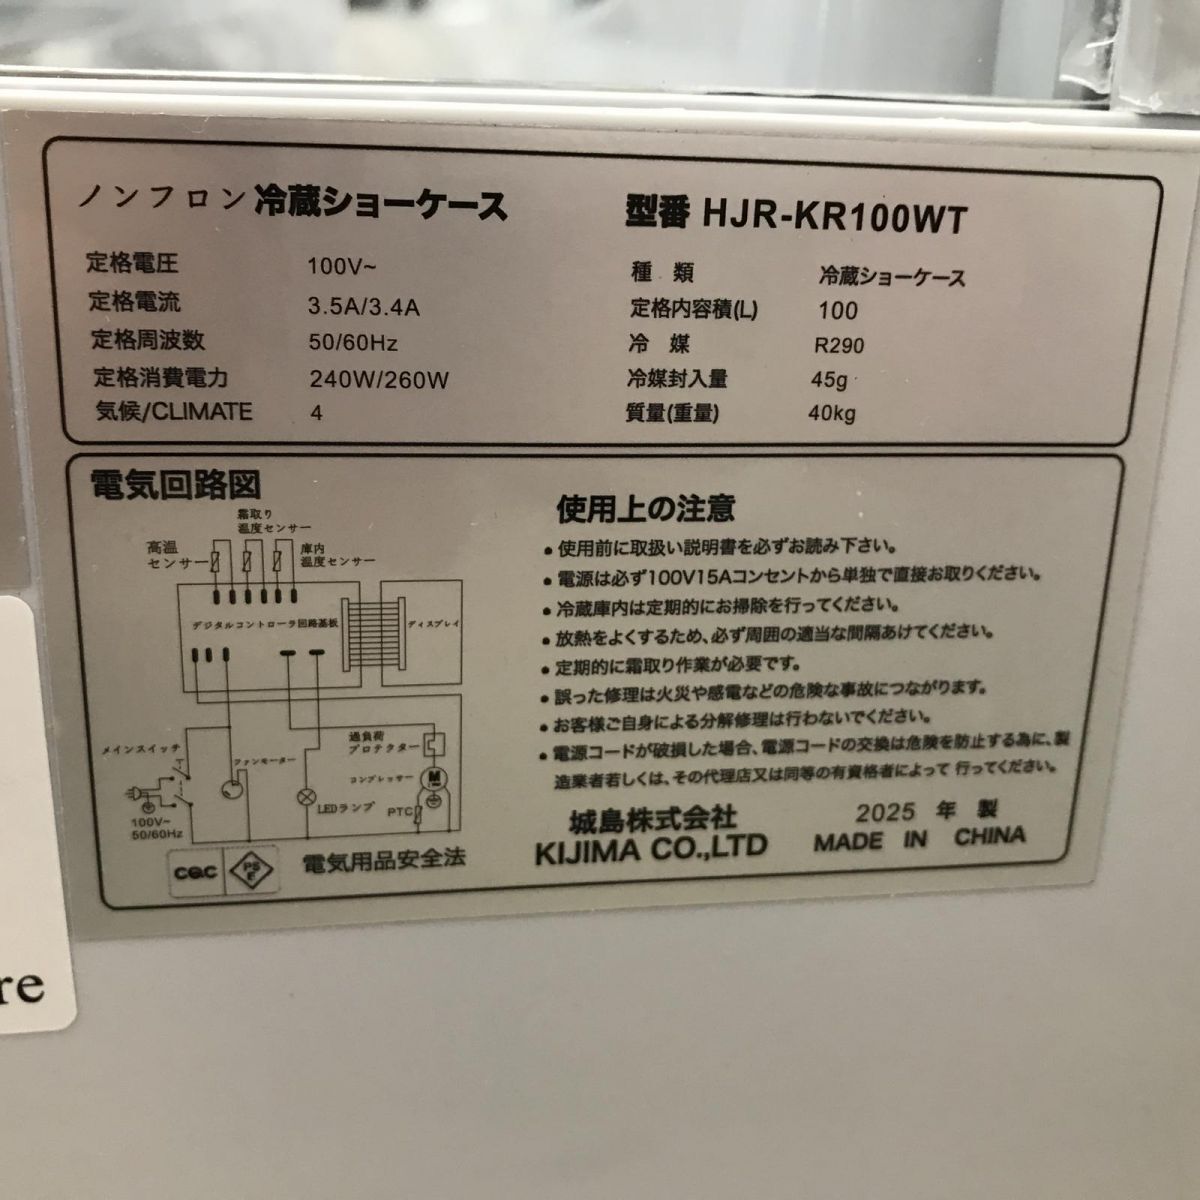 ノンフロン冷蔵ショーケース
定格電圧 100V~
定格電流 3.5A/3.4A
定格周波数 50/60Hz
定格消費電力 240W/260W
気候/CLIMATE 4
型番 HJR-KR100WT
種 類 冷蔵ショーケース
定格内容積(L) 100
冷 媒 R290
冷媒封入量 45g
質量(重量) 40kg
電気回路図
霜取り
温度センサー
高温
センサー
庫内
温度センサー
デジタルコントローラ回路基板
ディスプレイ
メインスイッチ
ファンモーター
過負荷
プロテクター
コンプレッサー
M
LEDランプ
PTC
100V~
50/60Hz
CQC
PS
E
電気用品安全法
使用上の注意
●使用前に取扱い説明書を必ずお読み下さい。
●電源は必ず100V15Aコンセントから単独で直接お取りください。
●冷蔵庫内は定期的にお掃除を行ってください。
●放熱をよくするため、必ず周囲の適当な間隔あけてください。
●定期的に霜取り作業が必要です。
●誤った修理は火災や感電などの危険な事故につながります。
●お客様ご自身による分解修理は行わないでください。
●電源コードが破損した場合、電源コードの交換は危険を防止する為に、製
造業者若しくは、その代理店又は同等の有資格者によって 行ってください。
城島株式会社
KIJIMA CO.,LTD
2025 年 製
MADE IN CHINA
re